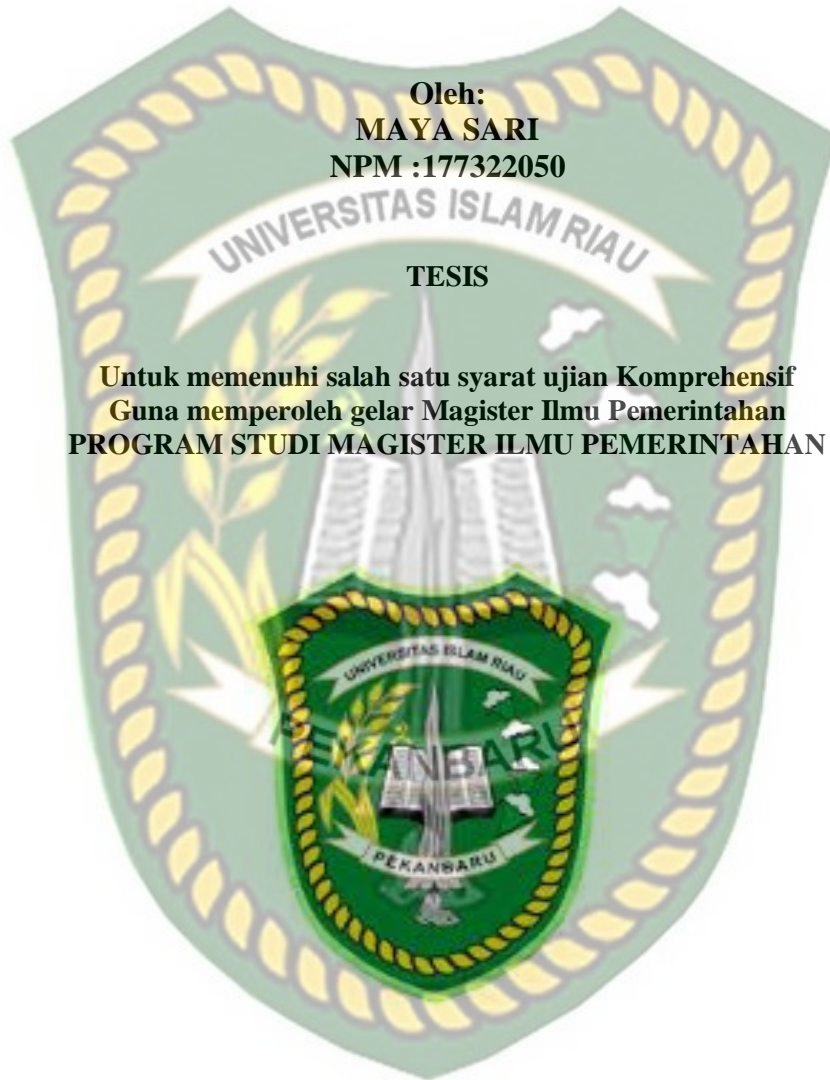 Oleh:
MAYA SARI
NPM :177322050
UNIVERSITAS ISLAM RIAU
TESIS
Untuk memenuhi salah satu syarat ujian Komprehensif
Guna memperoleh gelar Magister Ilmu Pemerintahan
PROGRAM STUDI MAGISTER ILMU PEMERINTAHAN
UNIVERSITAS ISLAM RIAU
PEKANBARU
PEKANBARU